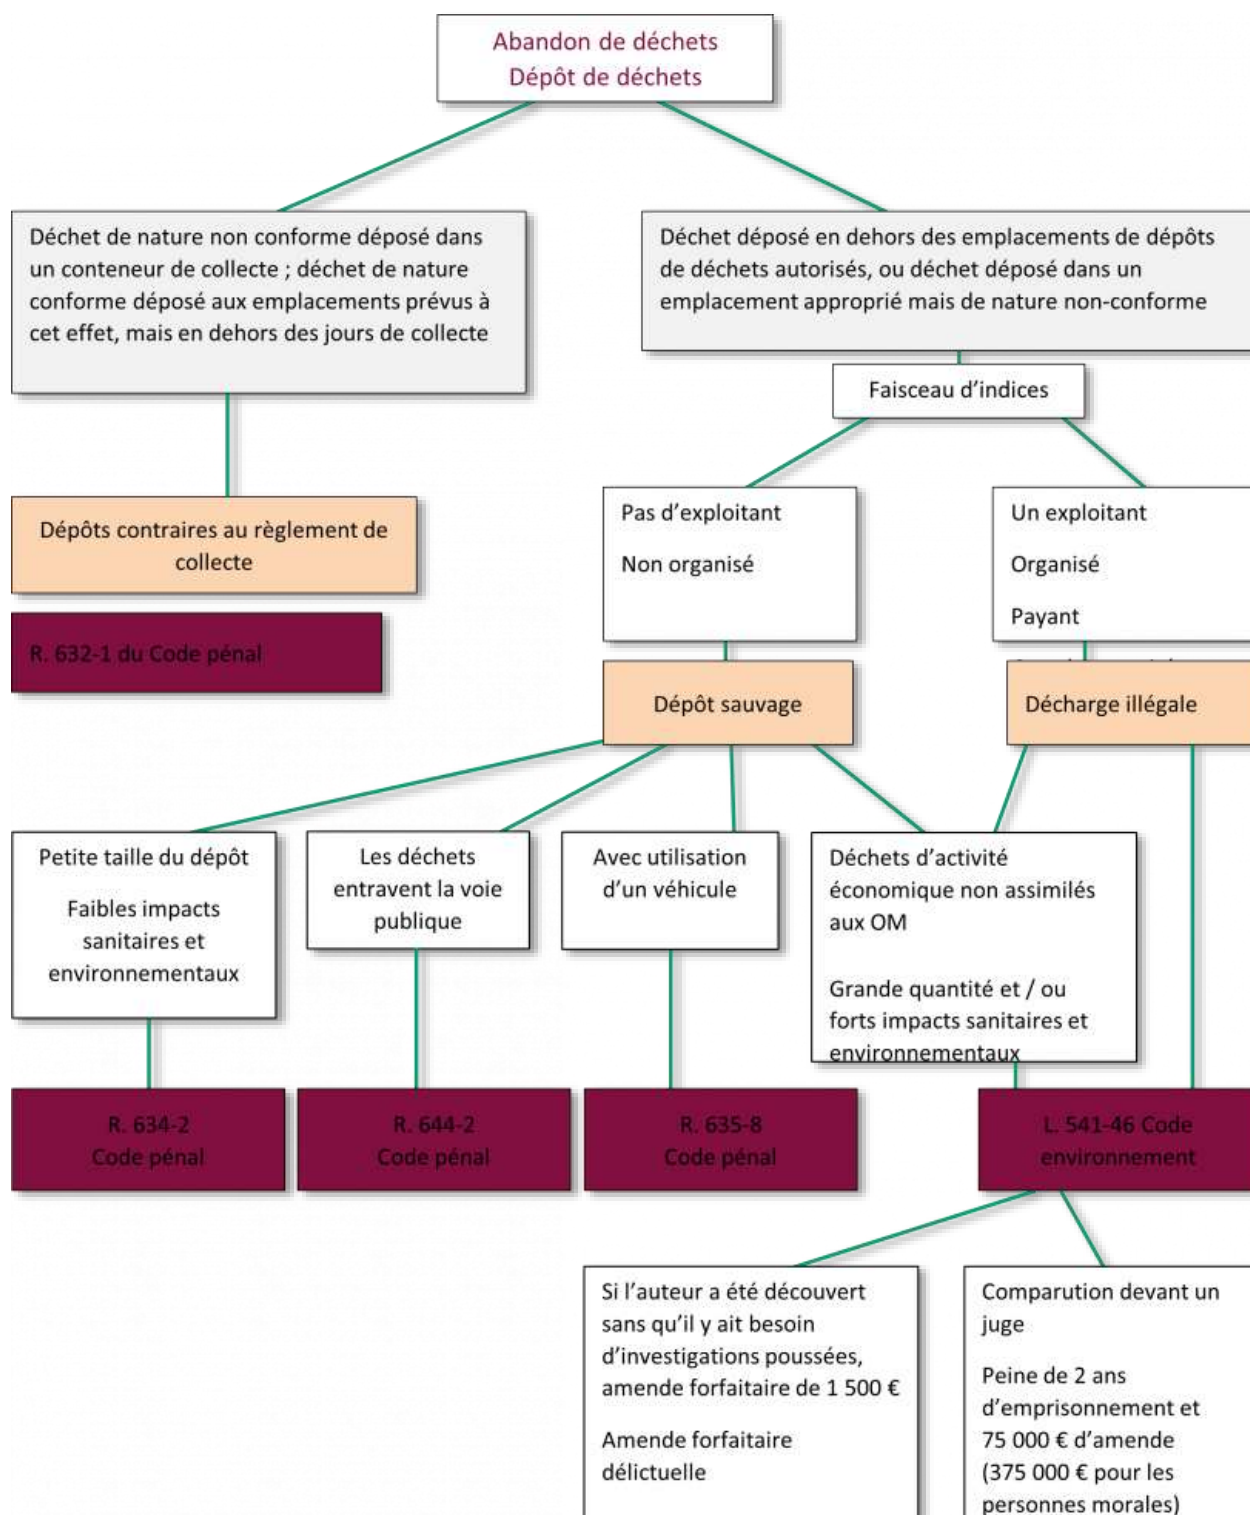 Abandon de déchets
Dépôt de déchets
Déchet de nature non conforme déposé dans
un conteneur de collecte ; déchet de nature
conforme déposé aux emplacements prévus à
cet effet, mais en dehors des jours de collecte
Déchet déposé en dehors des emplacements de dépôts
de déchets autorisés, ou déchet déposé dans un
emplacement approprié mais de nature non-conforme
Faisceau d’indices
Dépôts contraires au règlement de
collecte
R. 632-1 du Code pénal
Pas d’exploitant
Non organisé
Un exploitant
Organisé
Payant
Dépôt sauvage
Décharge illégale
Petite taille du dépôt
Faibles impacts
sanitaires et
environnementaux
Les déchets
entravent la voie
publique
Avec utilisation
d’un véhicule
Déchets d’activité
économique non assimilés
aux OM
Grande quantité et / ou
forts impacts sanitaires et
environnementaux
R. 634-2
Code pénal
R. 644-2
Code pénal
R. 635-8
Code pénal
L. 541-46 Code
environnement
Si l’auteur a été découvert
sans qu’il y ait besoin
d’investigations poussées,
amende forfaitaire de 1 500 €
Amende forfaitaire
délictuelle
Comparution devant un
juge
Peine de 2 ans
d’emprisonnement et
75 000 € d’amende
(375 000 € pour les
personnes morales)